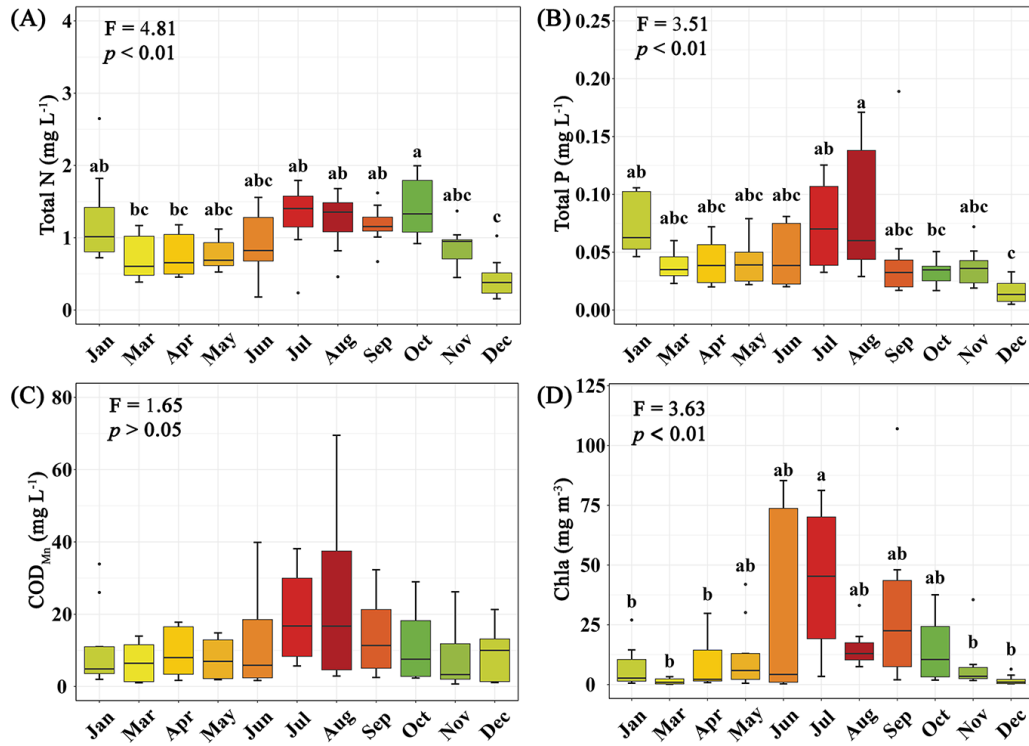 (A)
F = 4.81
p < 0.01
Total N (mg L⁻¹)
4
3
2
1
0
ab
bc
bc
abc
abc
ab
ab
ab
a
abc
c
Jan Mar Apr May Jun Jul Aug Sep Oct Nov Dec
(B)
F = 3.51
p < 0.01
Total P (mg L⁻¹)
0.25
0.20
0.15
0.10
0.05
0.00
ab
abc
abc
abc
abc
ab
a
abc
bc
abc
c
Jan Mar Apr May Jun Jul Aug Sep Oct Nov Dec
(C)
F = 1.65
p > 0.05
COD_Mn (mg L⁻¹)
80
60
40
20
0
Jan Mar Apr May Jun Jul Aug Sep Oct Nov Dec
(D)
F = 3.63
p < 0.01
Chla (mg m⁻³)
125
100
75
50
25
0
b
b
b
ab
ab
a
ab
ab
ab
b
b
Jan Mar Apr May Jun Jul Aug Sep Oct Nov Dec